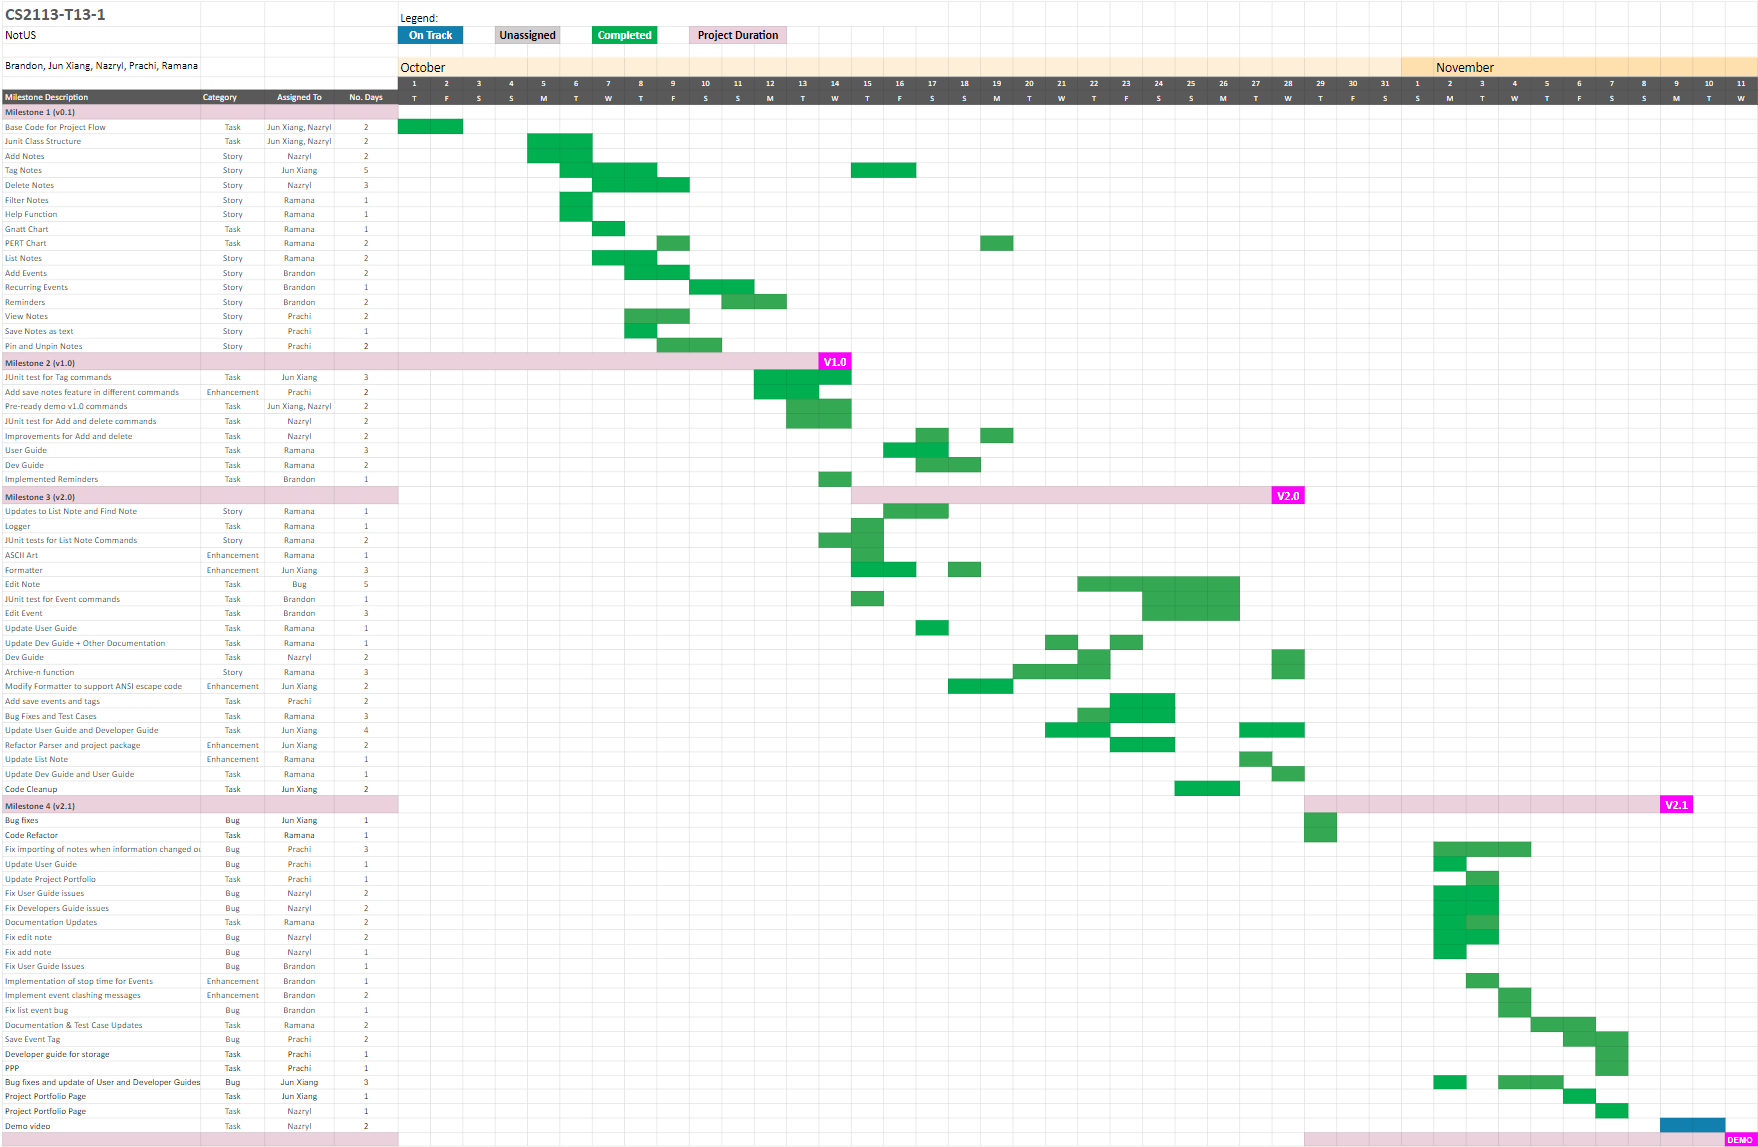 CS2113-T13-1
Legend:
NotUS
On Track Unassigned Completed Project Duration
Brandon, Jun Xiang, Nazryl, Prachi, Ramana
October November
1 2 3 4 5 6 7 8 9 10 11 12 13 14 15 16 17 18 19 20 21 22 23 24 25 26 27 28 29 30 31 1 2 3 4 5 6 7 8 9 10 11
Milestone Description Category Assigned To No. Days T F S S M T W T F S S M T W T F S S M T W T F S S M T W T F S S M T W T F S S M T W
Milestone 1 (v0.1)
Base Code for Project Flow Task Jun Xiang, Nazryl 2
Junit Class Structure Task Jun Xiang, Nazryl 2
Add Notes Story Nazryl 2
Tag Notes Story Jun Xiang 5
Delete Notes Story Nazryl 3
Filter Notes Story Ramana 1
Help Function Story Ramana 1
Gnatt Chart Task Ramana 1
PERT Chart Task Ramana 2
List Notes Story Ramana 2
Add Events Story Brandon 2
Recurring Events Story Brandon 1
Reminders Story Brandon 2
View Notes Story Prachi 2
Save Notes as text Story Prachi 1
Pin and Unpin Notes Story Prachi 2
Milestone 2 (v1.0) V1.0
JUnit test for Tag commands Task Jun Xiang 3
Add save notes feature in different commands Enhancement Prachi 2
Pre-ready demo v1.0 commands Task Jun Xiang, Nazryl 2
JUnit test for Add and delete commands Task Nazryl 2
Improvements for Add and delete Task Nazryl 2
User Guide Task Ramana 3
Dev Guide Task Ramana 2
Implemented Reminders Task Brandon 1
Milestone 3 (v2.0) V2.0
Updates to List Note and Find Note Story Ramana 1
Logger Task Ramana 1
JUnit tests for List Note Commands Story Ramana 2
ASCII Art Enhancement Ramana 1
Formatter Enhancement Jun Xiang 3
Edit Note Task Bug 5
JUnit test for Event commands Task Brandon 1
Edit Event Task Brandon 3
Update User Guide Task Ramana 1
Update Dev Guide + Other Documentation Task Ramana 1
Dev Guide Task Nazryl 2
Archive-n function Story Ramana 3
Modify Formatter to support ANSI escape code Enhancement Jun Xiang 2
Add save events and tags Task Prachi 2
Bug Fixes and Test Cases Task Ramana 3
Update User Guide and Developer Guide Task Jun Xiang 4
Refactor Parser and project package Enhancement Jun Xiang 2
Update List Note Enhancement Ramana 1
Update Dev Guide and User Guide Task Ramana 1
Code Cleanup Task Jun Xiang 2
Milestone 4 (v2.1) V2.1
Bug fixes Bug Jun Xiang 1
Code Refactor Task Ramana 1
Fix importing of notes when information changed Bug Prachi 3
Update User Guide Bug Prachi 1
Update Project Portfolio Task Prachi 1
Fix User Guide issues Bug Nazryl 2
Fix Developers Guide issues Bug Nazryl 2
Documentation Updates Task Ramana 2
Fix edit note Bug Nazryl 2
Fix add note Bug Nazryl 1
Fix User Guide Issues Bug Brandon 1
Implementation of stop time for Events Enhancement Brandon 1
Implement event clashing messages Enhancement Brandon 2
Fix list event bug Bug Brandon 1
Documentation & Test Case Updates Task Ramana 2
Save Event Tag Bug Prachi 2
Developer guide for storage Task Prachi 1
PPP Task Prachi 1
Bug fixes and update of User and Developer Guides Bug Jun Xiang 3
Project Portfolio Page Task Jun Xiang 1
Project Portfolio Page Task Nazryl 1
Demo video Task Nazryl 2
DEMO